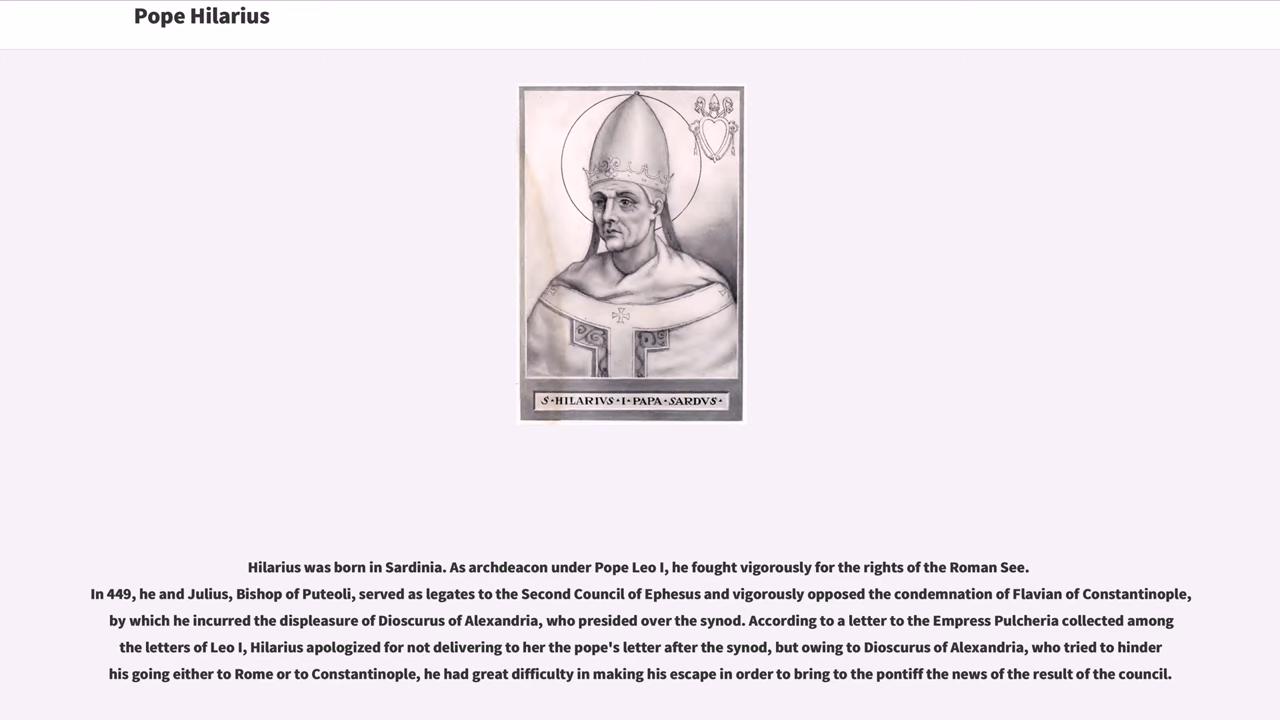 Pope Hilarius
S·HILARIVS·I·PAPA·SARDVS·
Hilarius was born in Sardinia. As archdeacon under Pope Leo I, he fought vigorously for the rights of the Roman See.
In 449, he and Julius, Bishop of Puteoli, served as legates to the Second Council of Ephesus and vigorously opposed the condemnation of Flavian of Constantinople,
by which he incurred the displeasure of Dioscurus of Alexandria, who presided over the synod. According to a letter to the Empress Pulcheria collected among
the letters of Leo I, Hilarius apologized for not delivering to her the pope's letter after the synod, but owing to Dioscurus of Alexandria, who tried to hinder
his going either to Rome or to Constantinople, he had great difficulty in making his escape in order to bring to the pontiff the news of the result of the council.